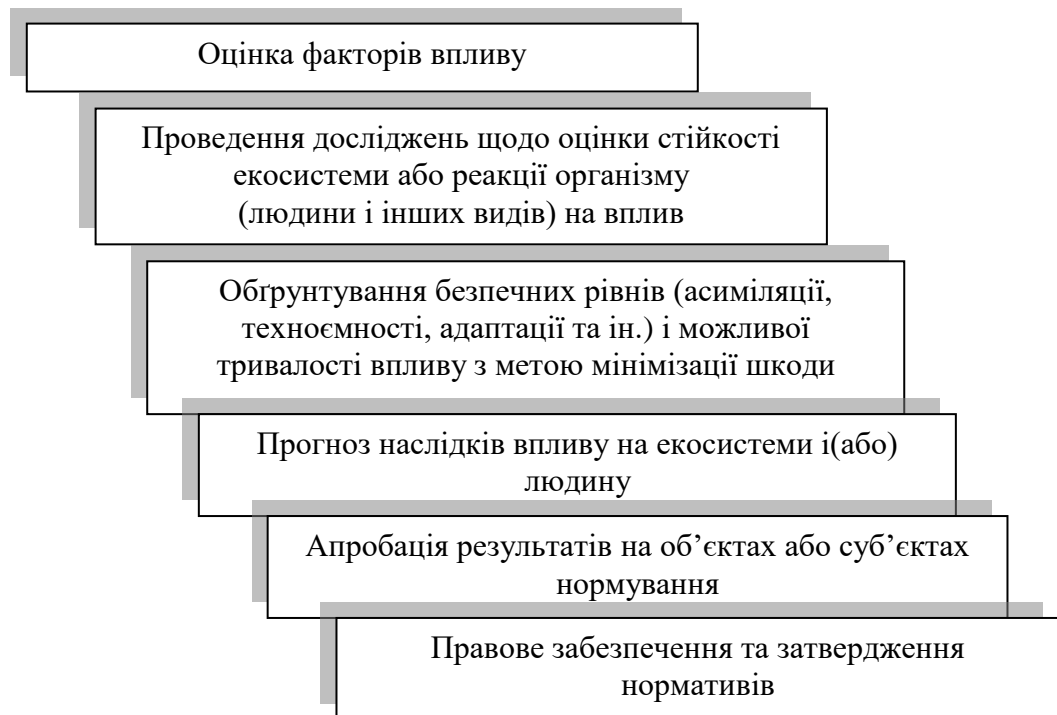 Оцінка факторів впливу
Проведення досліджень щодо оцінки стійкості
екосистеми або реакції організму
(людини і інших видів) на вплив
Обґрунтування безпечних рівнів (асиміляції,
техноємності, адаптації та ін.) і можливої
тривалості впливу з метою мінімізації шкоди
Прогноз наслідків впливу на екосистеми і(або)
людину
Апробація результатів на об’єктах або суб’єктах
нормування
Правове забезпечення та затвердження
нормативів